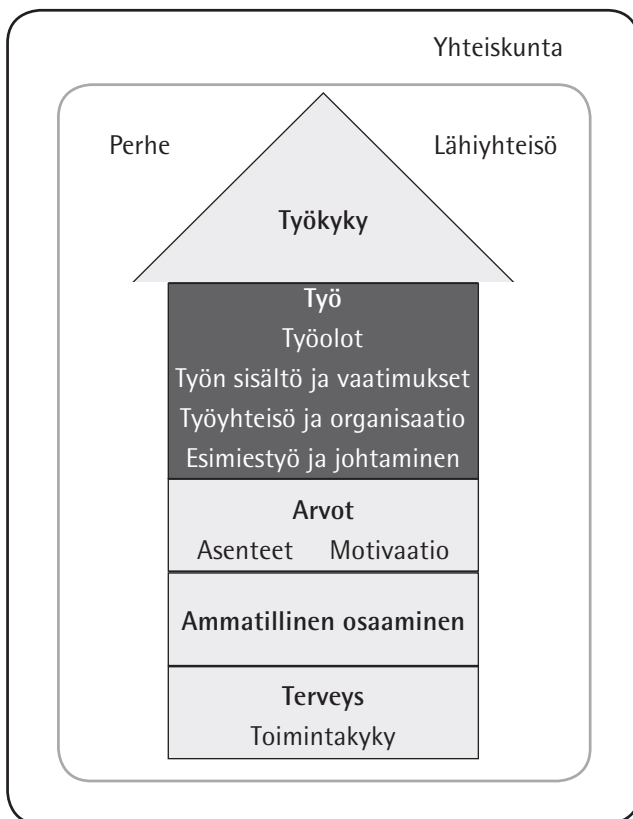 Yhteiskunta
Perhe
Lähiyhteisö
Työkyky
Työ
Työolot
Työn sisältö ja vaatimukset
Työyhteisö ja organisaatio
Esimiestyö ja johtaminen
Arvot
Asenteet Motivaatio
Ammatillinen osaaminen
Terveys
Toimintakyky